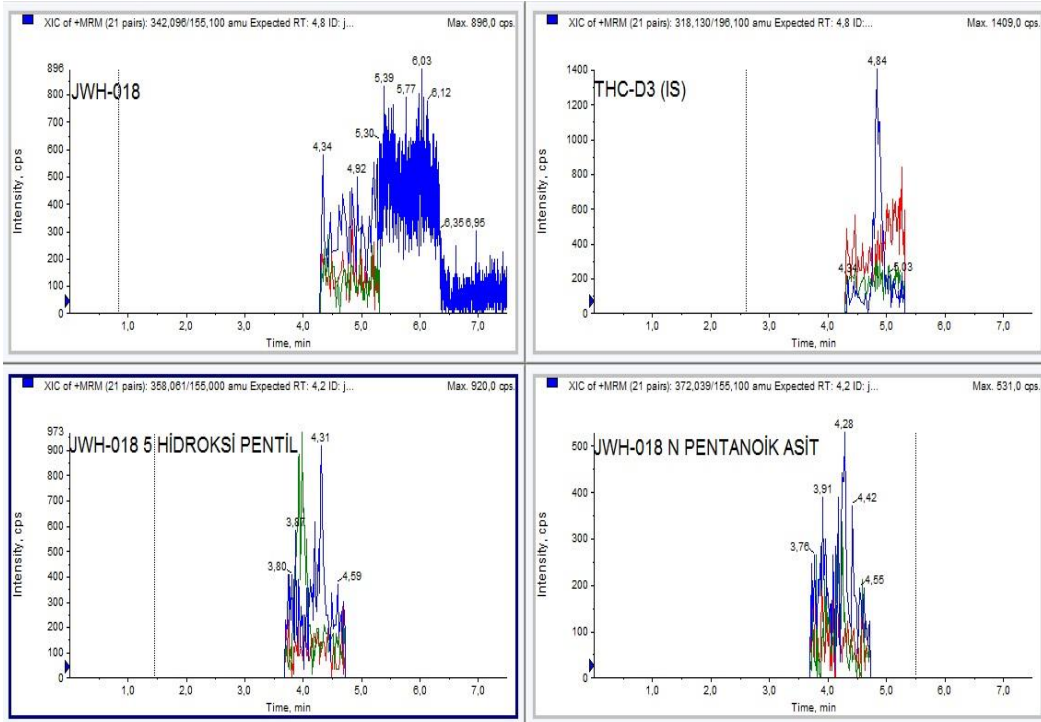 XIC of +MRM (21 pairs): 342,096/155,100 amu Expected RT: 4,8 ID: j... Max. 896,0 cps.
JWH-018
896
800
700
600
500
400
300
200
100
0
Intensity, cps
4,34
4,92
5,30
5,39
5,77
6,03
6,12
6,35
6,95
1,0 2,0 3,0 4,0 5,0 6,0 7,0
Time, min
XIC of +MRM (21 pairs): 318,130/196,100 amu Expected RT: 4,8 ID:... Max. 1409,0 cps.
THC-D3 (IS)
1400
1200
1000
800
600
400
200
0
Intensity, cps
4,84
4,34
5,03
1,0 2,0 3,0 4,0 5,0 6,0 7,0
Time, min
XIC of +MRM (21 pairs): 358,061/155,000 amu Expected RT: 4,2 ID: j... Max. 920,0 cps.
JWH-018 5 HİDROKSİ PENTİL
973
900
800
700
600
500
400
300
200
100
0
Intensity, cps
4,31
3,87
3,80
4,59
1,0 2,0 3,0 4,0 5,0 6,0 7,0
Time, min
XIC of +MRM (21 pairs): 372,039/155,100 amu Expected RT: 4,2 ID: j... Max. 531,0 cps.
JWH-018 N PENTANOİK ASİT
500
400
300
200
100
0
Intensity, cps
4,28
3,91
4,42
3,76
4,55
1,0 2,0 3,0 4,0 5,0 6,0 7,0
Time, min